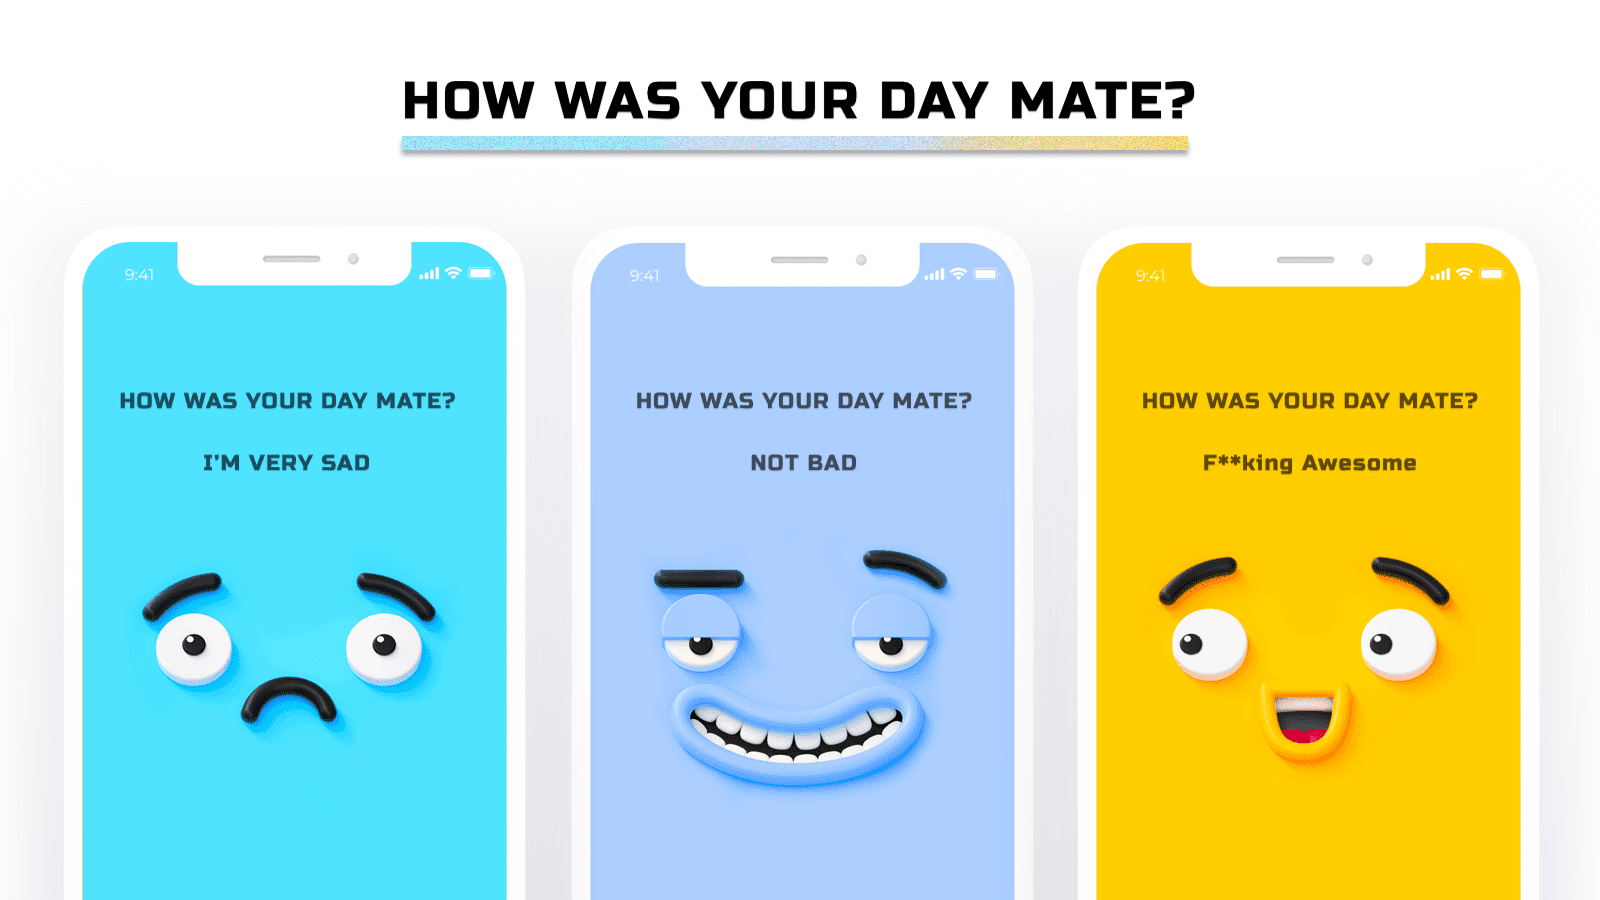 HOW WAS YOUR DAY MATE?
9:41
HOW WAS YOUR DAY MATE?
I'M VERY SAD
9:41
HOW WAS YOUR DAY MATE?
NOT BAD
9:41
HOW WAS YOUR DAY MATE?
F**king Awesome